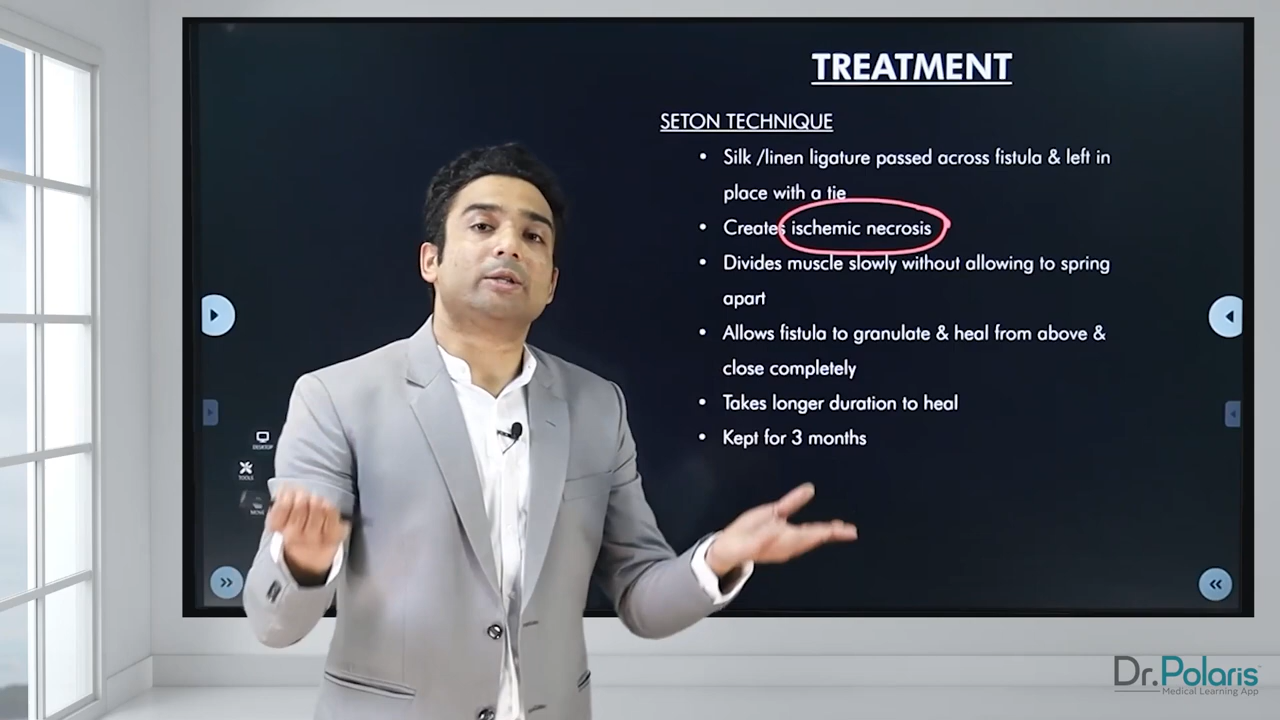 TREATMENT
SETON TECHNIQUE
• Silk /linen ligature passed across fistula & left in
place with a tie
• Creates ischemic necrosis
• Divides muscle slowly without allowing to spring
apart
• Allows fistula to granulate & heal from above &
close completely
• Takes longer duration to heal
• Kept for 3 months
DESKTOP
TOOLS
Dr.Polaris
Medical Learning App